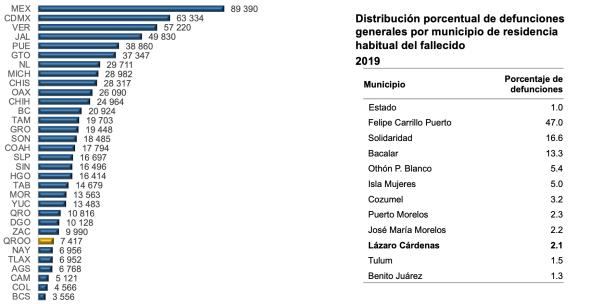 MEX 89 390
CDMX 63 334
VER 57 220
JAL 49 830
PUE 38 860
GTO 37 347
NL 29 711
MICH 28 982
CHIS 28 317
OAX 26 090
CHIH 24 964
BC 20 924
TAM 19 703
GRO 19 448
SON 18 485
COAH 17 794
SLP 16 697
SIN 16 496
HGO 16 414
TAB 14 679
MOR 13 563
YUC 13 483
QRO 10 816
DGO 10 128
ZAC 9 990
QROO 7 417
NAY 6 956
TLAX 6 952
AGS 6 768
CAM 5 121
COL 4 566
BCS 3 556
Distribución porcentual de defunciones
generales por municipio de residencia
habitual del fallecido
2019
Municipio Porcentaje de
defunciones
Estado 1.0
Felipe Carrillo Puerto 47.0
Solidaridad 16.6
Bacalar 13.3
Othón P. Blanco 5.4
Isla Mujeres 5.0
Cozumel 3.2
Puerto Morelos 2.3
José María Morelos 2.2
Lázaro Cárdenas 2.1
Tulum 1.5
Benito Juárez 1.3